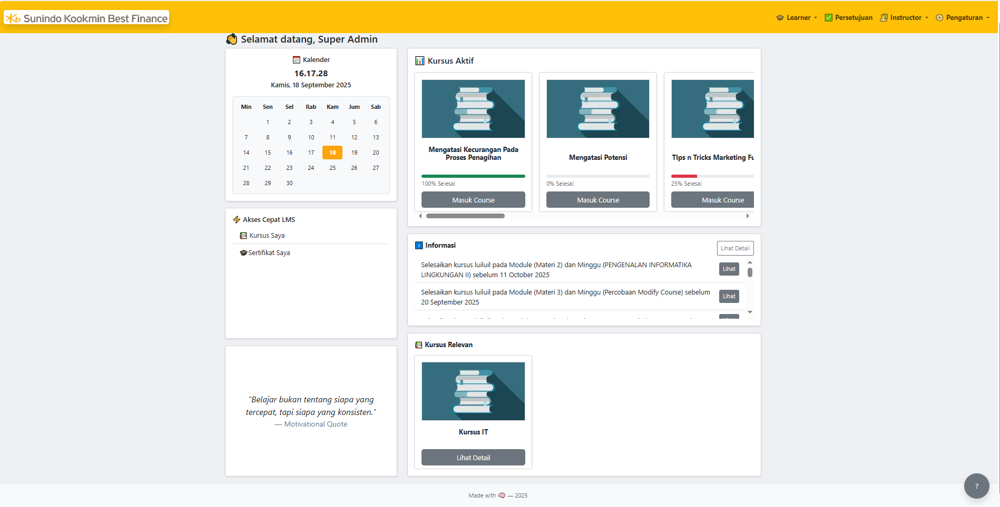 Sunindo Kookmin Best Finance
Learner
Persetujuan
Instructor
Pengaturan
Selamat datang, Super Admin
Kalender
16.17.28
Kamis, 18 September 2025
Min Sen Sel Rab Kam Jum Sab
1 2 3 4 5 6
7 8 9 10 11 12 13
14 15 16 17 18 19 20
21 22 23 24 25 26 27
28 29 30
Akses Cepat LMS
Kursus Saya
Sertifikat Saya
"Belajar bukan tentang siapa yang
tercepat, tapi siapa yang konsisten."
— Motivational Quote
Kursus Aktif
Mengatasi Kecurangan Pada
Proses Penagihan
100% Selesai
Masuk Course
Mengatasi Potensi
0% Selesai
Masuk Course
TIps n Tricks Marketing Fu
25% Selesai
Masuk Course
Informasi
Lihat Detail
Selesaikan kursus luiluil pada Module (Materi 2) dan Minggu (PENGENALAN INFORMATIKA
LINGKUNGAN II) sebelum 11 October 2025
Lihat
Selesaikan kursus luiluil pada Module (Materi 3) dan Minggu (Percobaan Modify Course) sebelum
20 September 2025
Lihat
Kursus Relevan
Kursus IT
Lihat Detail
Made with — 2025
?